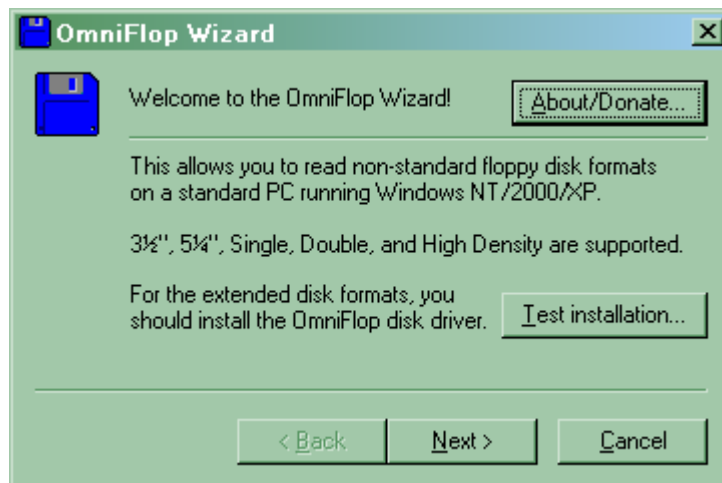 OmniFlop Wizard
Welcome to the OmniFlop Wizard!
About/Donate...
This allows you to read non-standard floppy disk formats
on a standard PC running Windows NT/2000/XP.
3½", 5¼", Single, Double, and High Density are supported.
For the extended disk formats, you
should install the OmniFlop disk driver.
Test installation...
< Back
Next >
Cancel